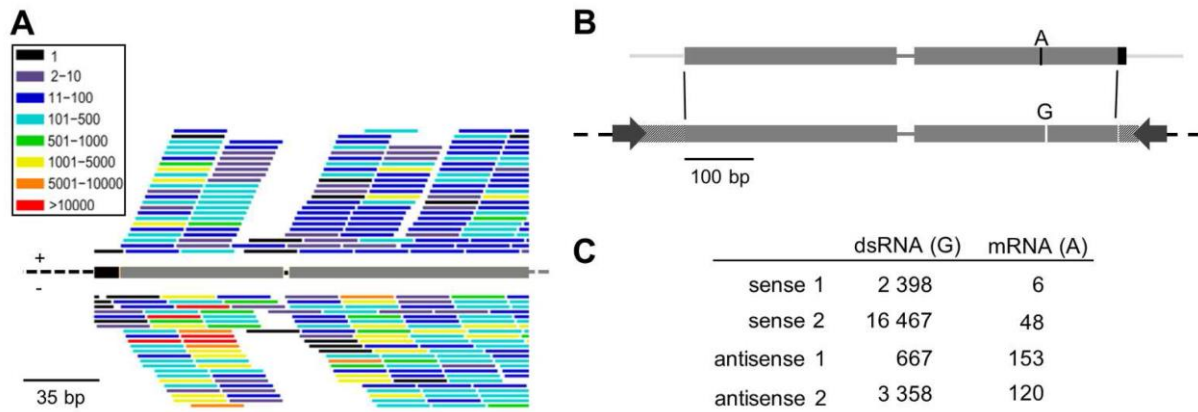 A
1
2-10
11-100
101-500
501-1000
1001-5000
5001-10000
>10000
+
-
35 bp
B
A
G
100 bp
C
dsRNA (G) mRNA (A)
sense 1 2 398 6
sense 2 16 467 48
antisense 1 667 153
antisense 2 3 358 120